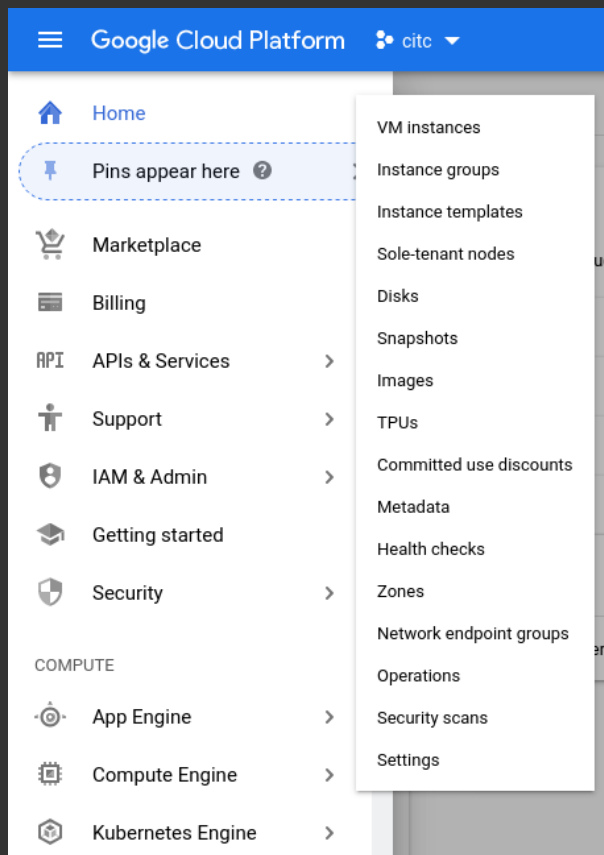 Google Cloud Platform
citc
Home
Pins appear here
?
Marketplace
Billing
API
APIs & Services
Support
IAM & Admin
Getting started
Security
COMPUTE
App Engine
Compute Engine
Kubernetes Engine
VM instances
Instance groups
Instance templates
Sole-tenant nodes
Disks
Snapshots
Images
TPUs
Committed use discounts
Metadata
Health checks
Zones
Network endpoint groups
Operations
Security scans
Settings